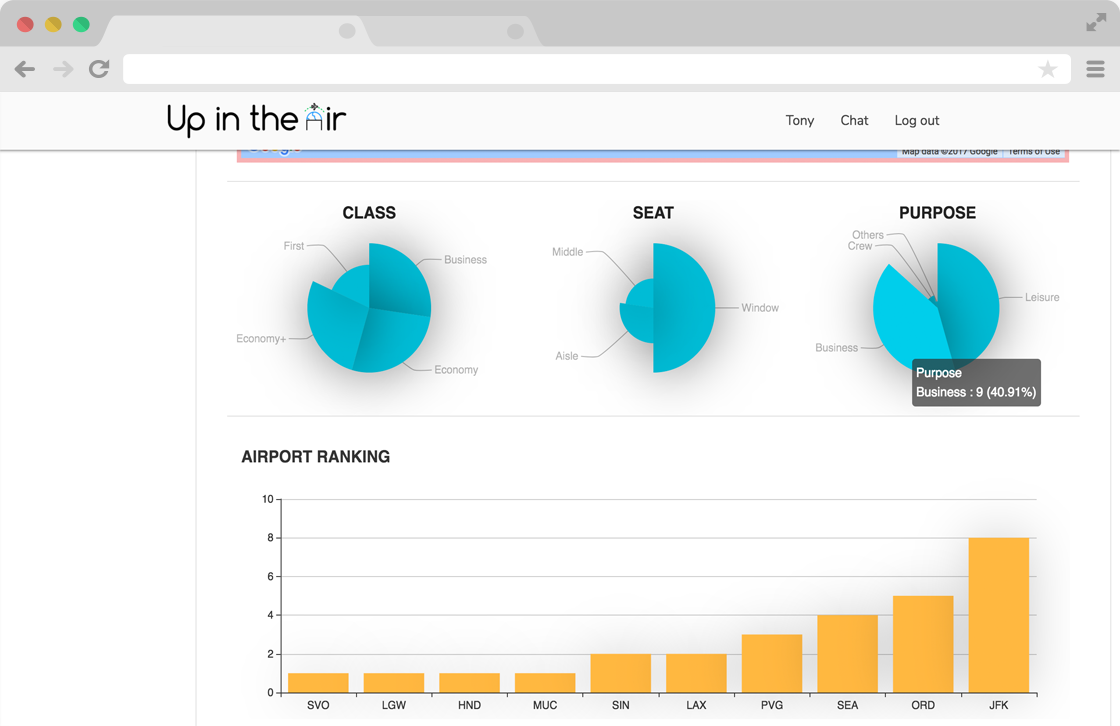 Up in the Air
Tony Chat Log out
Google
Map data ©2017 Google Terms of Use
CLASS
First
Business
Economy+
Economy
SEAT
Middle
Window
Aisle
PURPOSE
Others
Crew
Leisure
Business
Purpose
Business : 9 (40.91%)
AIRPORT RANKING
10
8
6
4
2
0
SVO LGW HND MUC SIN LAX PVG SEA ORD JFK